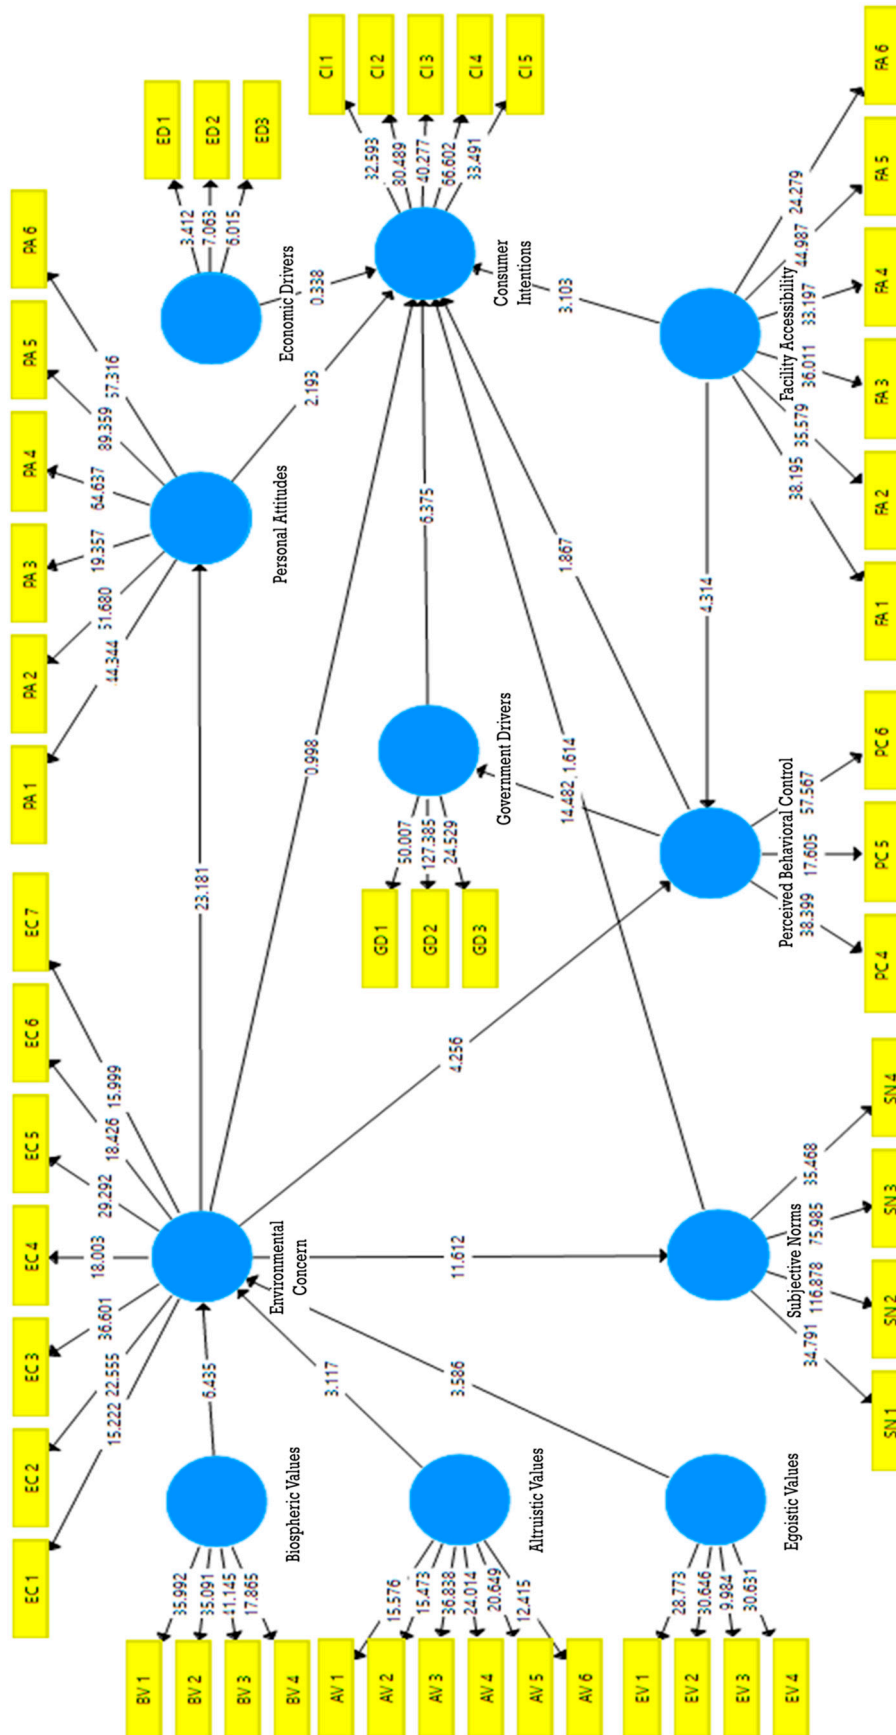 EC 1
EC 2
EC 3
EC 4
EC 5
EC 6
EC 7
PA 1
PA 2
PA 3
PA 4
PA 5
PA 6
15.222
22.555
36.601
18.003
29.292
18.426
15.999
44.344
51.680
19.357
64.637
89.359
57.316
BV 1
BV 2
BV 3
BV 4
35.992
35.091
41.145
17.865
Biospheric Values
6.435
Environmental
Concern
23.181
Personal Attitudes
2.193
ED1
ED2
ED3
3.412
7.063
6.015
Economic Drivers
0.338
AV 1
AV 2
AV 3
AV 4
AV 5
AV 6
15.576
15.473
36.838
24.014
20.649
12.415
Altruistic Values
3.117
0.998
GD1
GD2
GD3
50.007
127.385
24.529
Government Drivers
6.375
CI 1
CI 2
CI 3
CI 4
CI 5
32.593
80.489
40.277
66.602
33.491
Consumer
Intentions
EV 1
EV 2
EV 3
EV 4
28.773
30.646
9.984
30.631
Egoistic Values
3.586
11.612
4.256
14.482
1.614
1.867
3.103
Subjective Norms
34.791
116.878
75.985
35.468
SN 1
SN 2
SN 3
SN 4
Perceived Behavioral Control
38.399
17.605
57.567
PC 4
PC 5
PC 6
4.314
Facility Accessibility
38.195
35.579
36.011
33.197
44.987
24.279
FA 1
FA 2
FA 3
FA 4
FA 5
FA 6